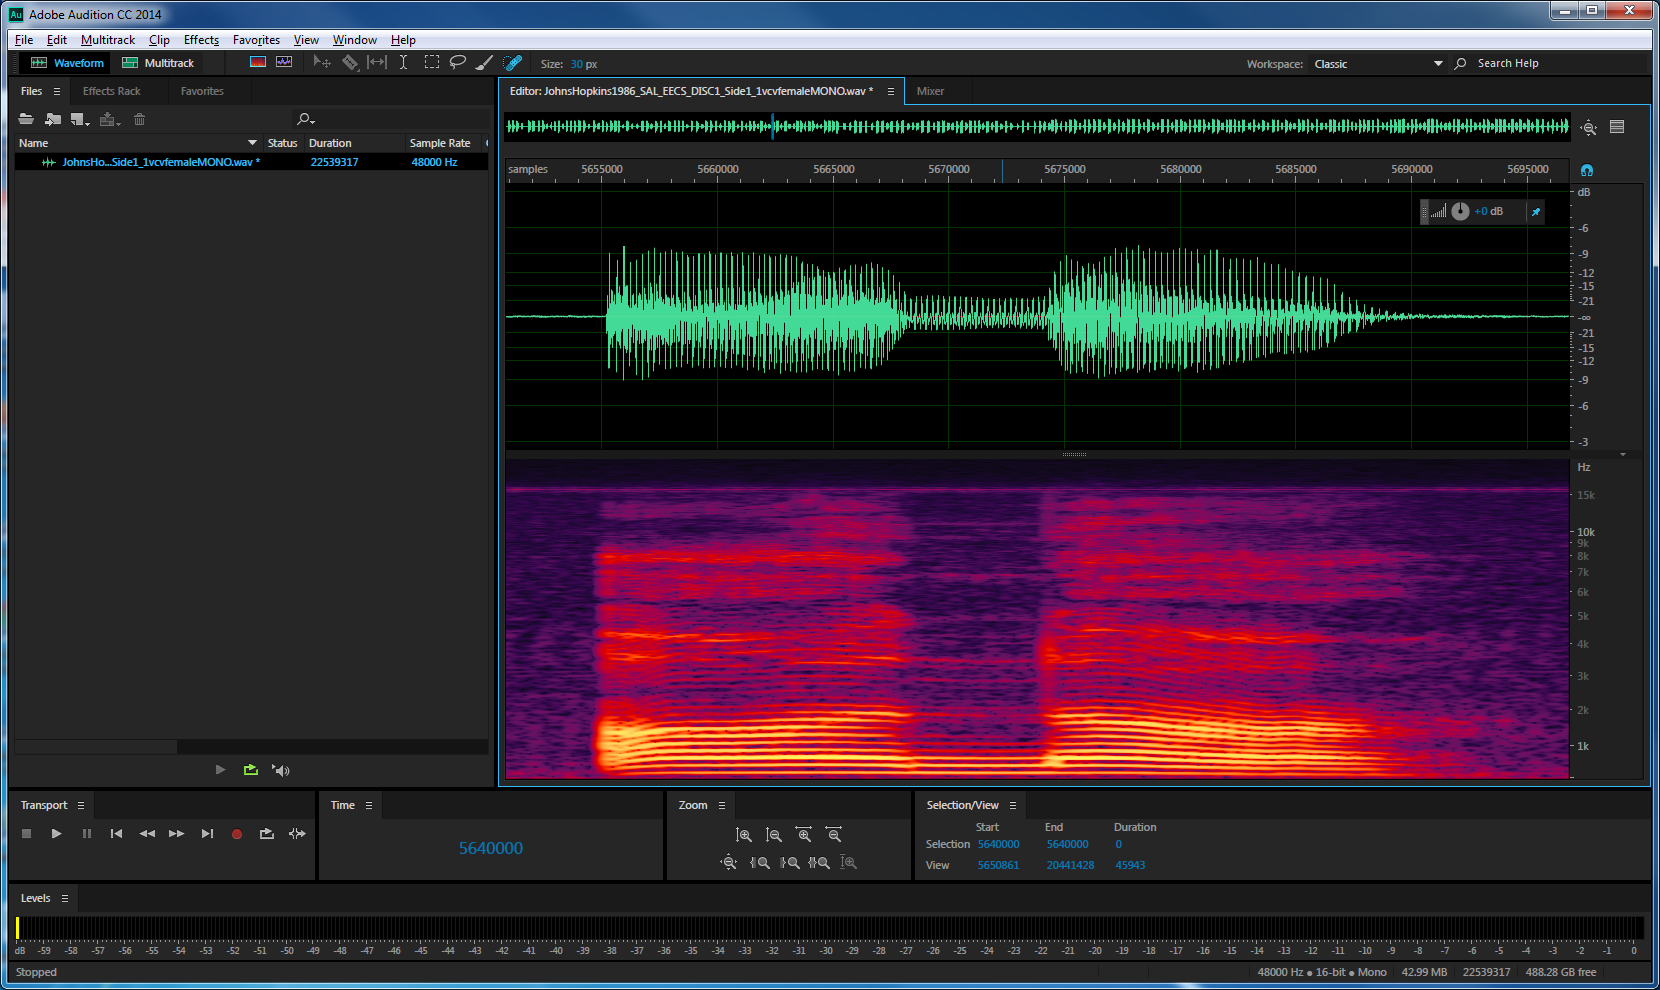 Au Adobe Audition CC 2014
File Edit Multitrack Clip Effects Favorites View Window Help
Waveform Multitrack Size: 30 px Workspace: Classic Search Help
Files Effects Rack Favorites
Name Status Duration Sample Rate
JohnsHo...Side1_1vcvfemaleMONO.wav * 22539317 48000 Hz
Editor: JohnsHopkins1986_SAL_EECS_DISC1_Side1_1vcvfemaleMONO.wav * Mixer
samples 5655000 5660000 5665000 5670000 5675000 5680000 5685000 5690000 5695000
dB
+0 dB
-6
-9
-12
-15
-21
-∞
-21
-15
-12
-9
-6
-3
Hz
15k
10k
9k
8k
7k
6k
5k
4k
3k
2k
1k
Transport Time Zoom Selection/View
5640000
Start End Duration
Selection 5640000 5640000 0
View 5650861 20441428 45943
Levels
dB -59 -58 -57 -56 -55 -54 -53 -52 -51 -50 -49 -48 -47 -46 -45 -44 -43 -42 -41 -40 -39 -38 -37 -36 -35 -34 -33 -32 -31 -30 -29 -28 -27 -26 -25 -24 -23 -22 -21 -20 -19 -18 -17 -16 -15 -14 -13 -12 -11 -10 -9 -8 -7 -6 -5 -4 -3 -2 -1 0
Stopped 48000 Hz ● 16-bit ● Mono 42.99 MB 22539317 488.28 GB free